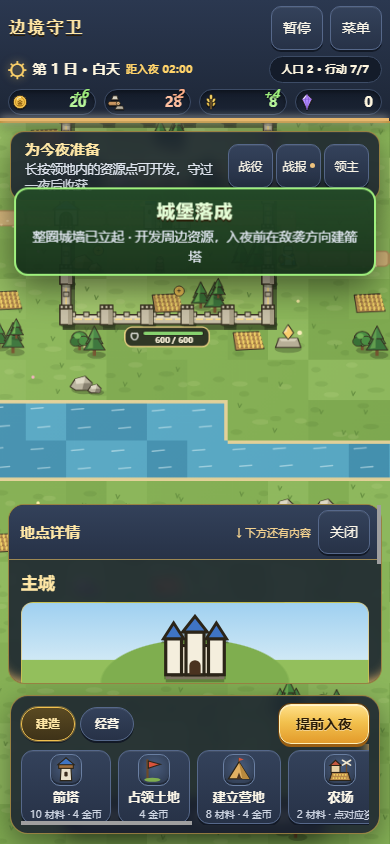 边境守卫
暂停
菜单
第 1 日 • 白天 距入夜 02:00
人口 2 • 行动 7/7
20 +6
28 -2
8 +4
0
为今夜准备
长按领地内的资源点可开发，守过
一夜后收获
战役
战报
领主
城堡落成
整圈城墙已立起 · 开发周边资源，入夜前在敌袭方向建箭
塔
600 / 600
地点详情
↓下方还有内容
关闭
主城
建造
经营
提前入夜
箭塔
10 材料 · 4 金币
占领土地
4 金币
建立营地
8 材料 · 4 金币
农场
2 材料 · 点对应